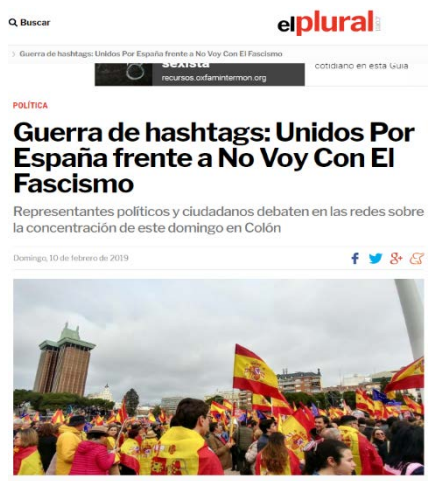 Buscar
elplural
Guerra de hashtags: Unidos Por España frente a No Voy Con El Fascismo
sexista
recursos.oxfamintermon.org
cotidiano en esta Guía
POLÍTICA
Guerra de hashtags: Unidos Por
España frente a No Voy Con El
Fascismo
Representantes políticos y ciudadanos debaten en las redes sobre
la concentración de este domingo en Colón
Domingo, 10 de febrero de 2019